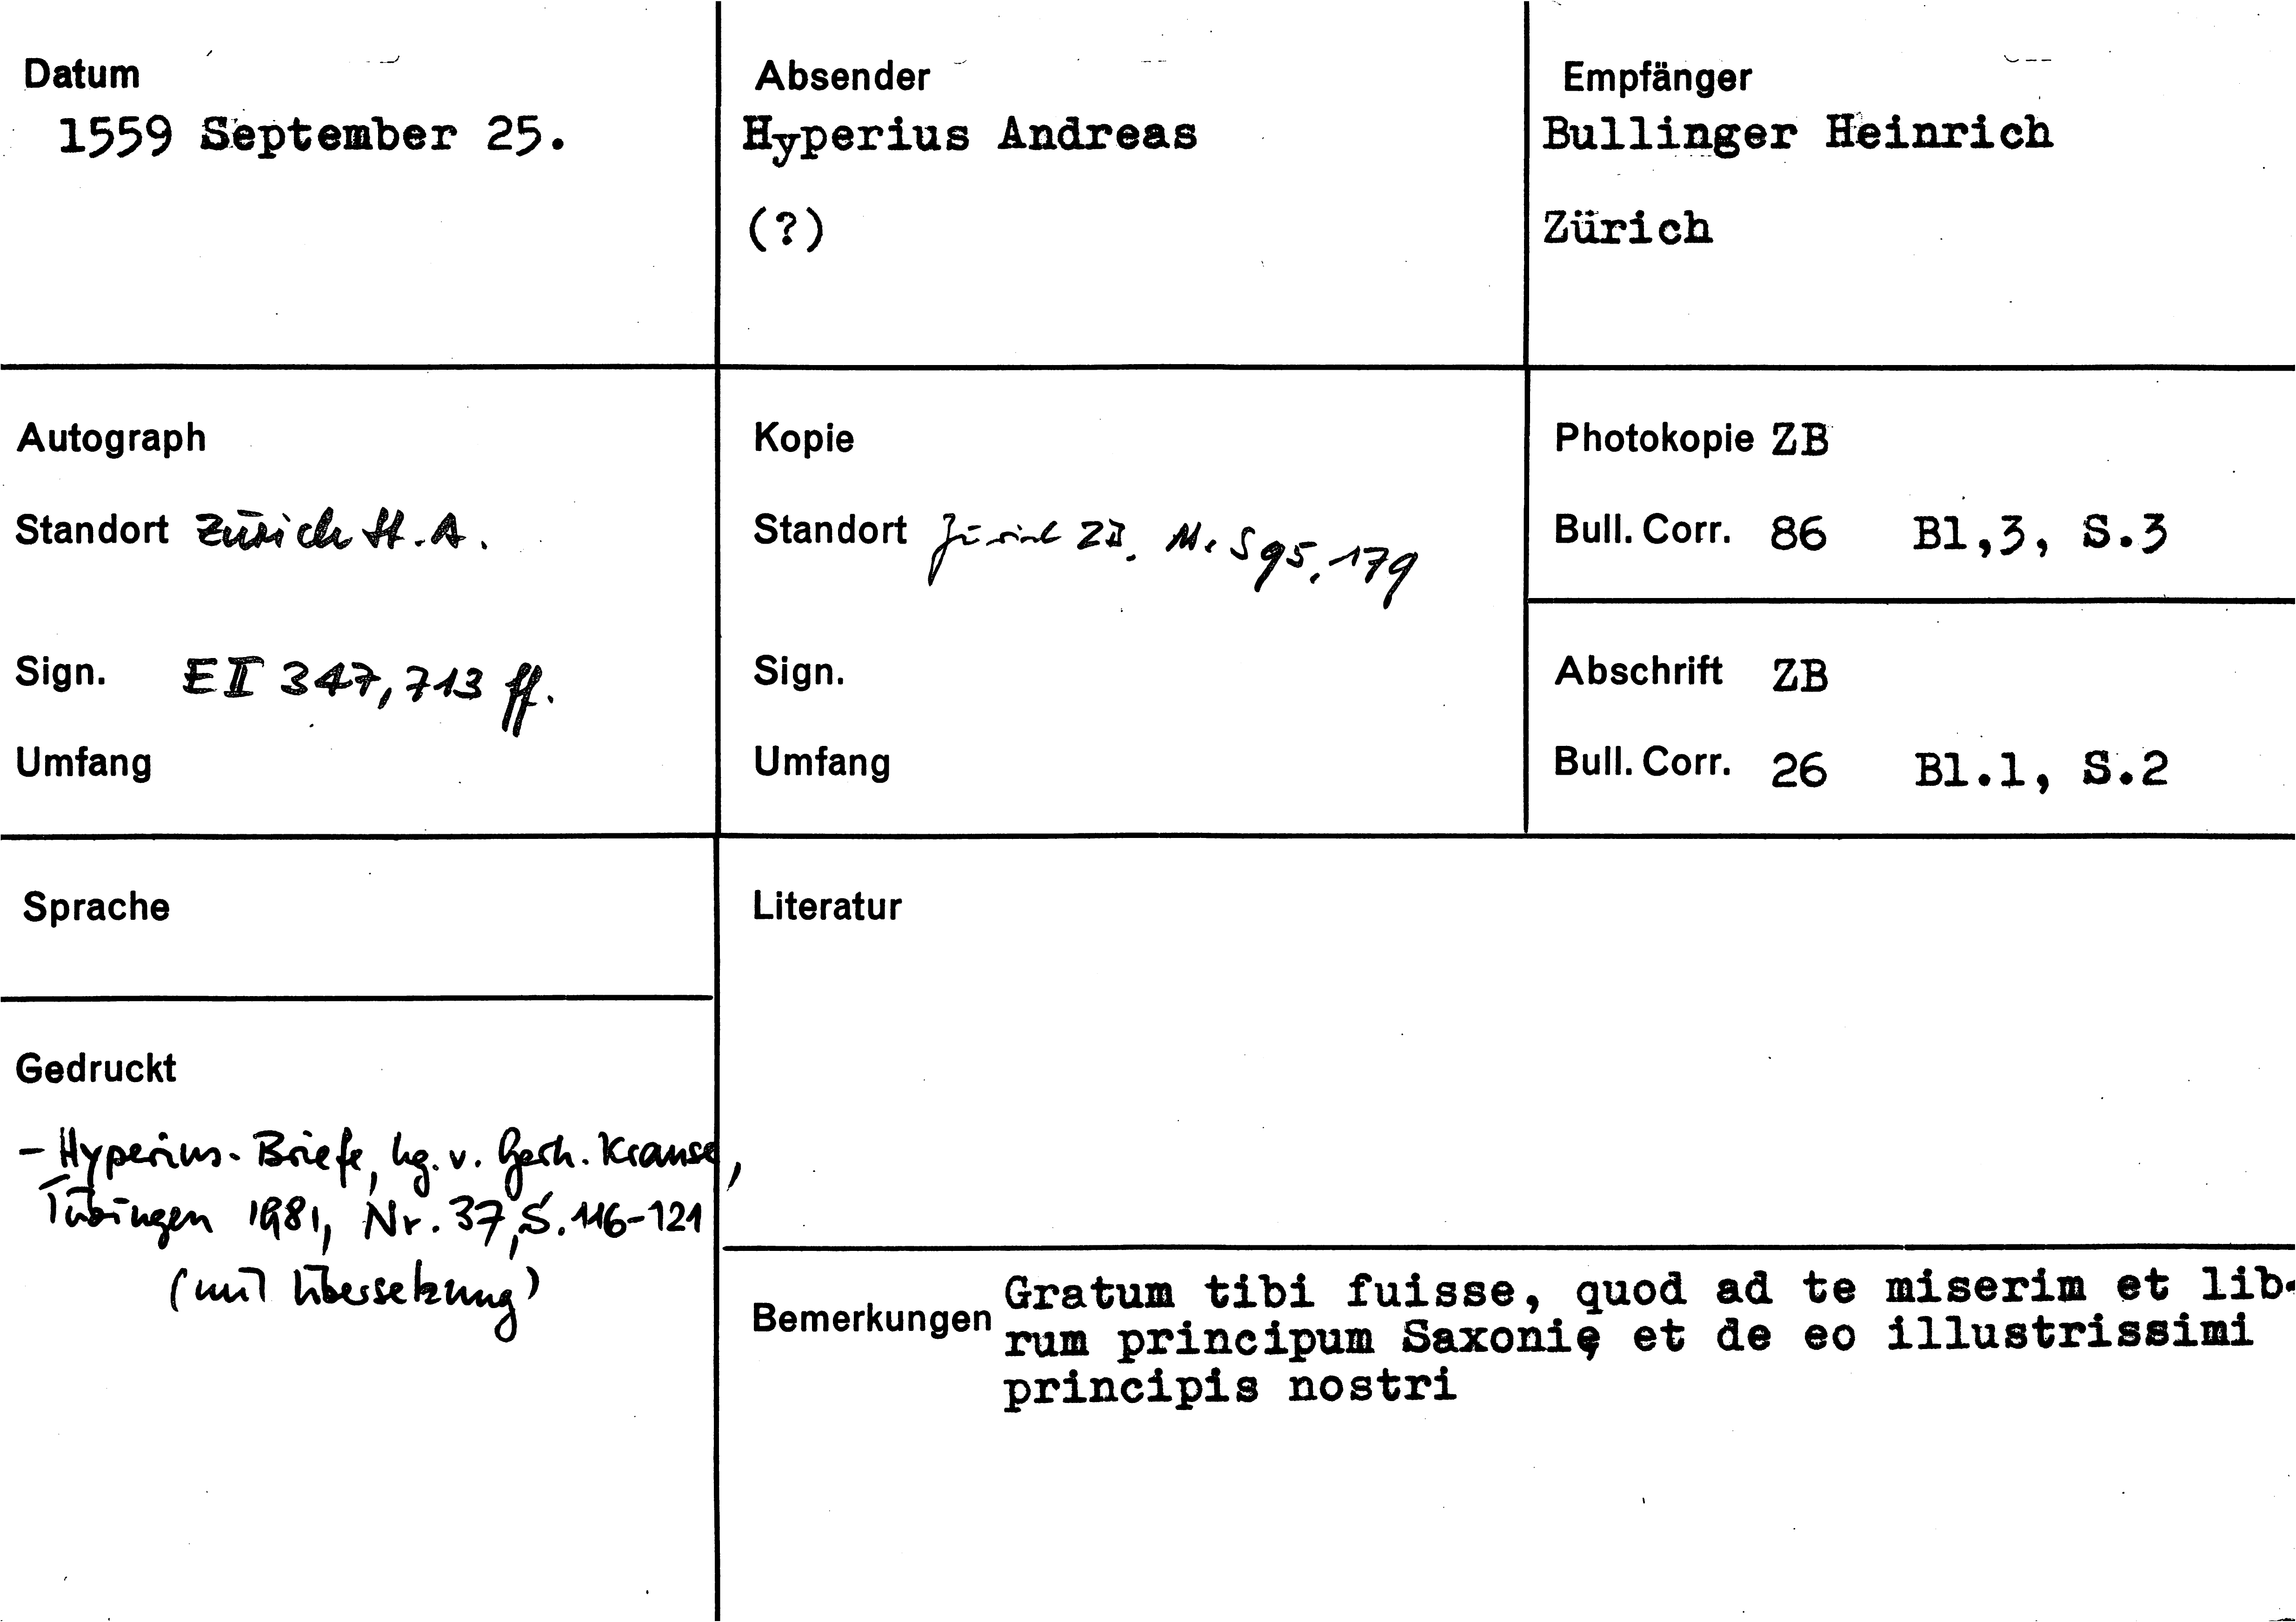 Datum
1559 September 25.
Absender
Hyperius Andreas
(?)
Empfänger
Bullinger Heinrich
Zürich
Autograph
Standort Zürich St.A.
Sign. E II 347, 713 ff.
Umfang
Kopie
Standort Zürich ZB. Ms S 95, 179
Sign.
Umfang
Photokopie ZB
Bull. Corr. 86 Bl,3, S.3
Abschrift ZB
Bull. Corr. 26 Bl.1, S.2
Sprache
Gedruckt
- Hyperius-Briefe, hg. v. Gerh. Krause,
Tübingen 1981, Nr. 37, S. 116-121
(mit Übersetzung)
Literatur
Bemerkungen
Gratum tibi fuisse, quod ad te miserim et lib-
rum principum Saxonię et de eo illustrissimi
principis nostri